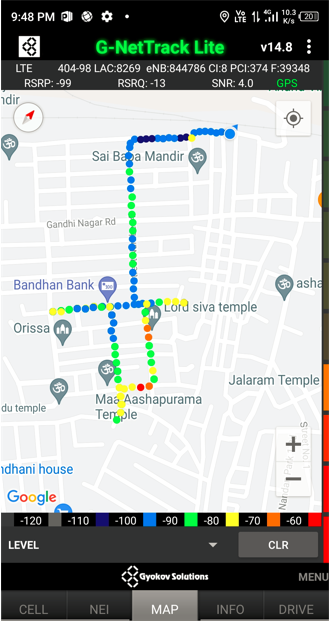 9:48 PM
Vo LTE 4G 10.3 K/s 20
G-NetTrack Lite v14.8
LTE 404-98 LAC:8269 eNB:844786 CI:8 PCI:374 F:39348
RSRP: -99 RSRQ: -13 SNR: 4.0 GPS
ndir
Sai Baba Mandir
Gandhi Nagar Rd
Bandhan Bank
asha
Lord siva temple
Orissa
Jalaram Temple
du temple
Maa Aashapurama
Temple
ndhani house
Google
-120 -110 -100 -90 -80 -70 -60
LEVEL CLR
Gyokov Solutions
MENU
CELL NEI MAP INFO DRIVE